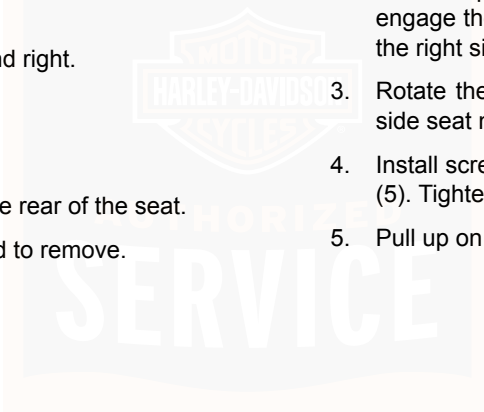 d right.
e rear of the seat.
d to remove.
engage th
the right si
3. Rotate the
side seat r
4. Install scre
(5). Tighte
5. Pull up on
MOTOR
HARLEY-DAVIDSON
CYCLES
AUTHORIZED
SERVICE